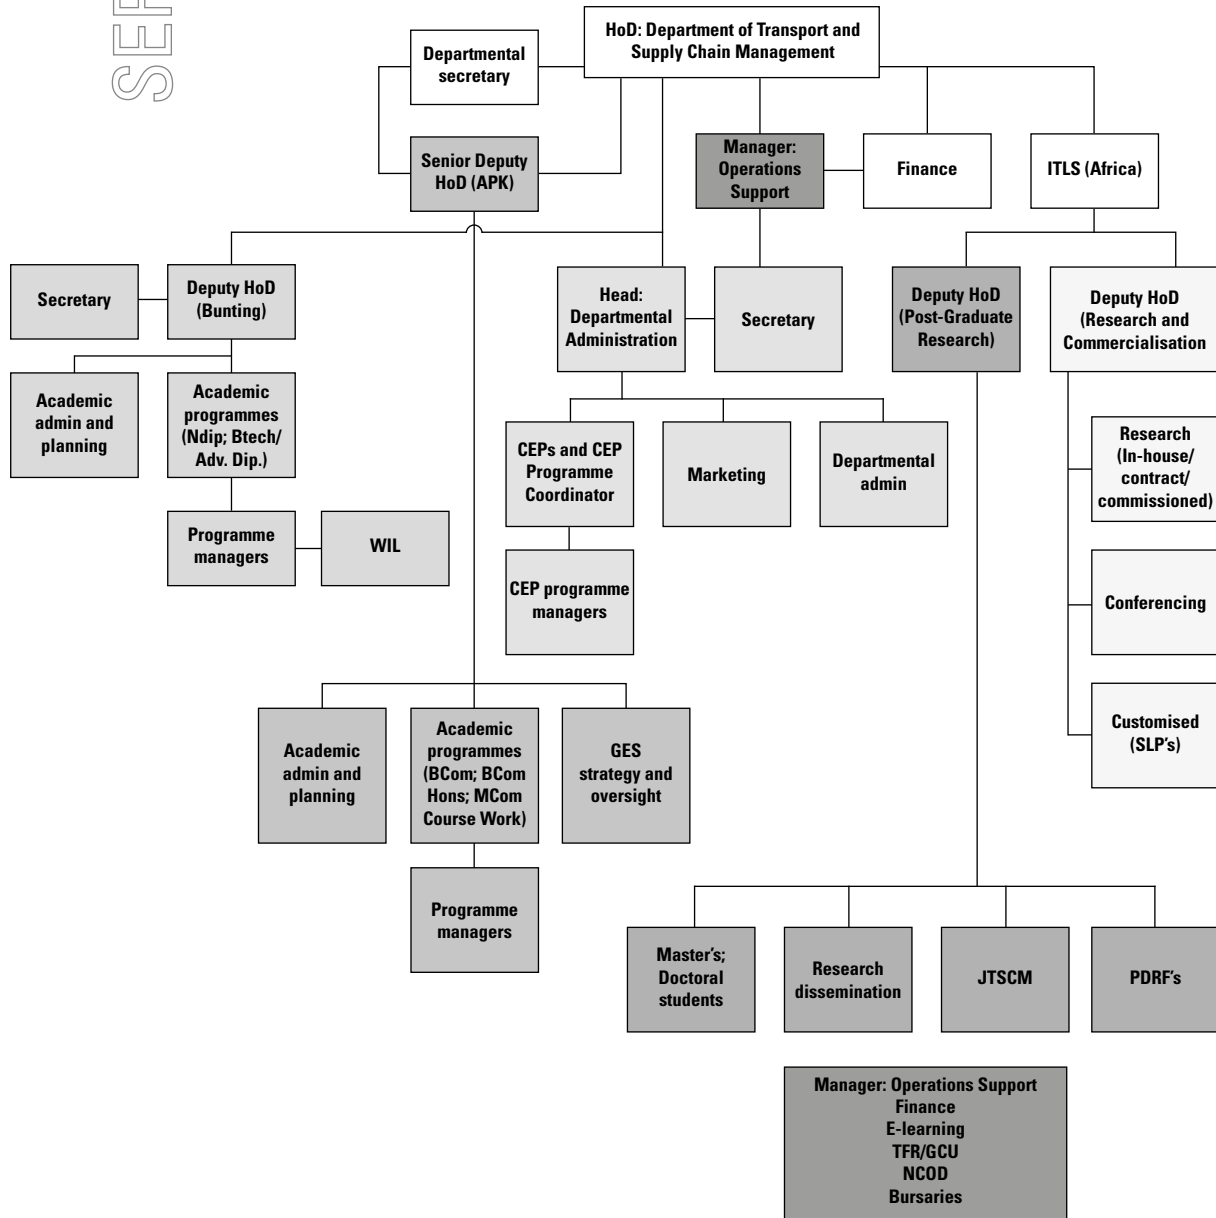 SEF
HoD: Department of Transport and
Supply Chain Management
Departmental
secretary
Senior Deputy
HoD (APK)
Manager:
Operations
Support
Finance
ITLS (Africa)
Secretary
Deputy HoD
(Bunting)
Head:
Departmental
Administration
Secretary
Deputy HoD
(Post-Graduate
Research)
Deputy HoD
(Research and
Commercialisation
Academic
admin and
planning
Academic
programmes
(Ndip; Btech/
Adv. Dip.)
CEPs and CEP
Programme
Coordinator
Marketing
Departmental
admin
Research
(In-house/
contract/
commissioned)
Programme
managers
WIL
CEP programme
managers
Conferencing
Customised
(SLP's)
Academic
admin and
planning
Academic
programmes
(BCom; BCom
Hons; MCom
Course Work)
GES
strategy and
oversight
Programme
managers
Master's;
Doctoral
students
Research
dissemination
JTSCM
PDRF's
Manager: Operations Support
Finance
E-learning
TFR/GCU
NCOD
Bursaries